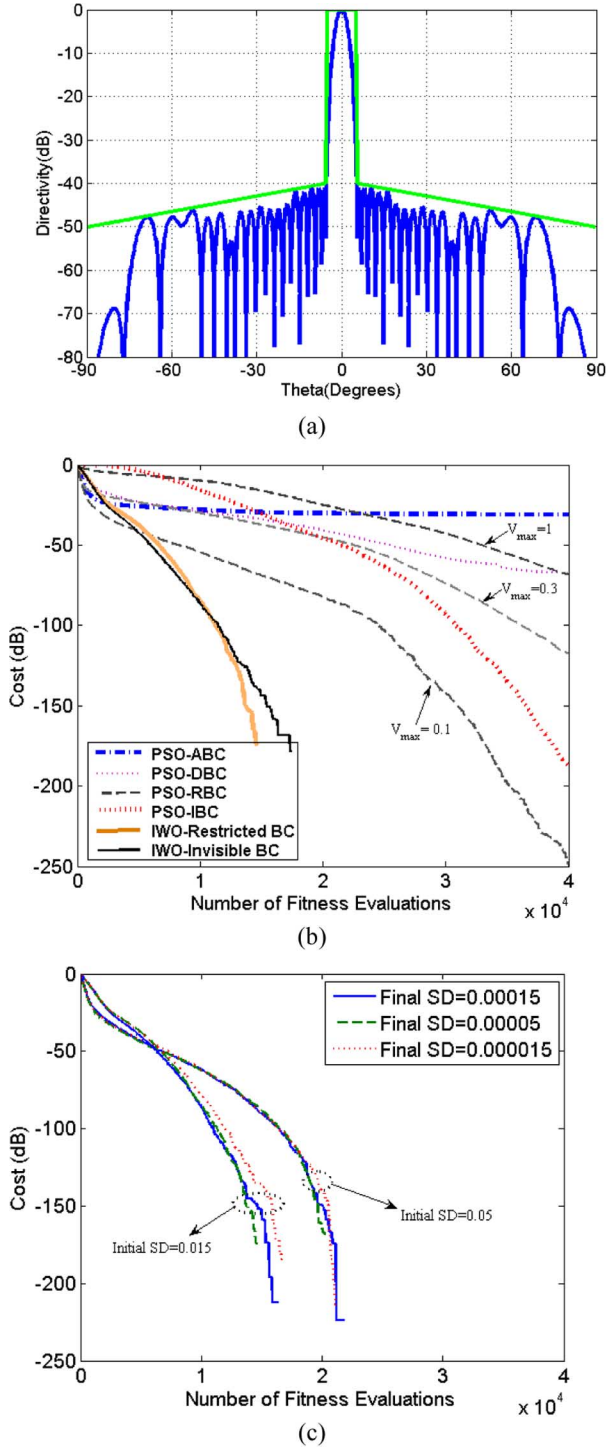 0
-10
-20
-30
-40
-50
-60
-70
-80
Directivity(dB)
-90
-60
-30
0
30
60
90
Theta(Degrees)
(a)
0
-50
-100
-150
-200
-250
Cost (dB)
Vmax=1
Vmax=0.3
Vmax= 0.1
PSO-ABC
PSO-DBC
PSO-RBC
PSO-IBC
IWO-Restricted BC
IWO-Invisible BC
0
1
2
3
4
Number of Fitness Evaluations
x 10^4
(b)
0
-50
-100
-150
-200
-250
Cost (dB)
Final SD=0.00015
Final SD=0.00005
Final SD=0.000015
Initial SD=0.05
Initial SD=0.015
0
1
2
3
4
Number of Fitness Evaluations
x 10^4
(c)